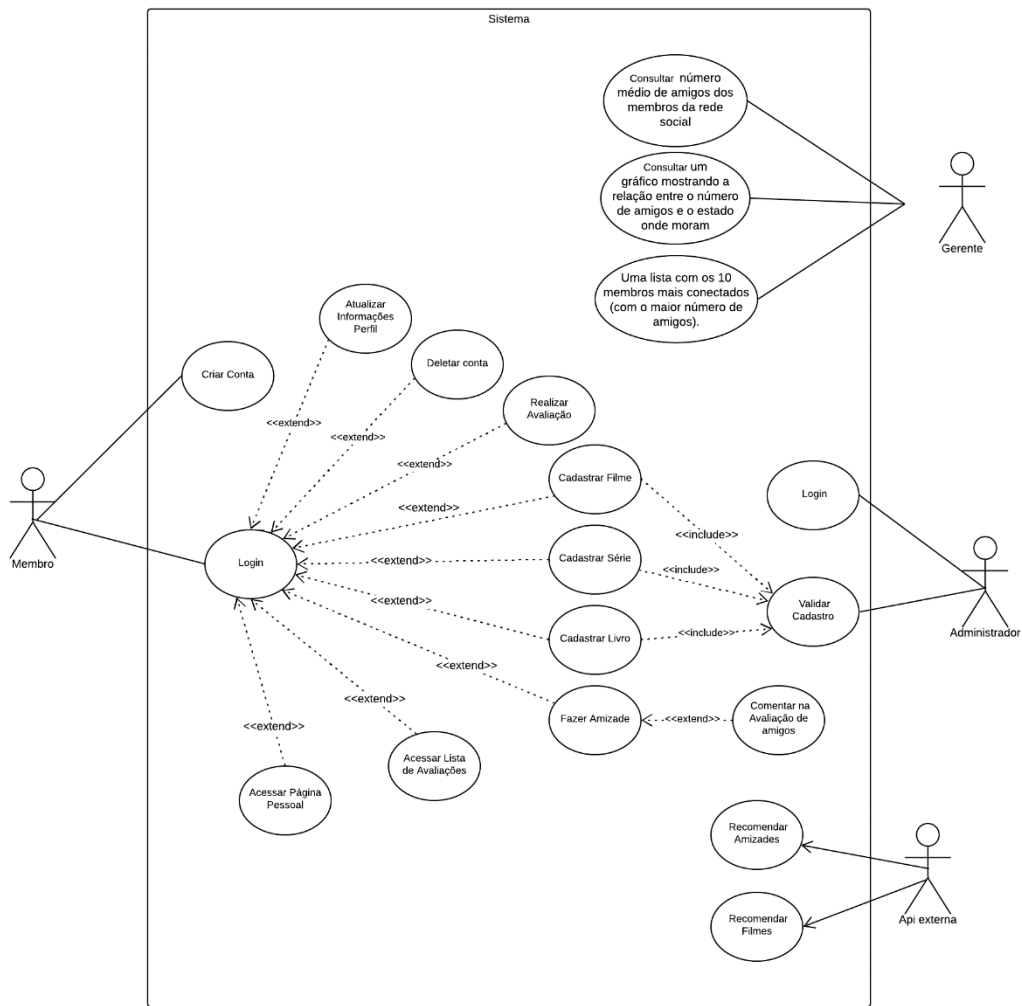 Sistema
Consultar número
médio de amigos dos
membros da rede
social
Consultar um
gráfico mostrando a
relação entre o número
de amigos e o estado
onde moram
Gerente
Uma lista com os 10
membros mais conectados
(com o maior número de
amigos).
Atualizar
Informações
Perfil
Deletar conta
Criar Conta
Realizar
Avaliação
<<extend>>
<<extend>>
<<extend>>
Cadastrar Filme
Login
<<extend>>
<<include>>
Membro
Login
<<extend>>
Cadastrar Série
<<include>>
<<extend>>
Validar
Cadastro
Cadastrar Livro
<<include>>
Administrador
<<extend>>
<<extend>>
<<extend>>
Fazer Amizade
<<extend>>
Comentar na
Avaliação de
amigos
Acessar Lista
de Avaliações
Acessar Página
Pessoal
Recomendar
Amizades
Recomendar
Filmes
Api externa